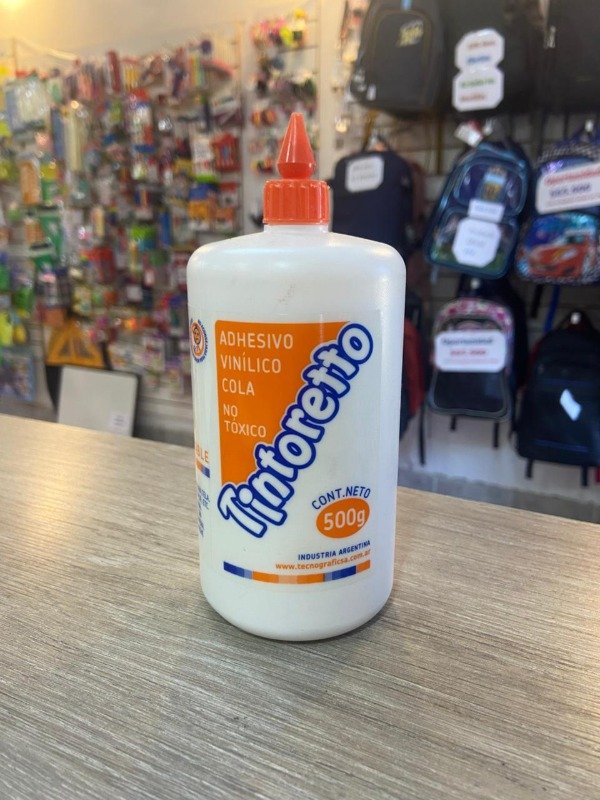 ADHESIVO
VINÍLICO
COLA
NO
TÓXICO
Tintoretto
CONT.NETO
500g
INDUSTRIA ARGENTINA
www.tecnograficsa.com.ar